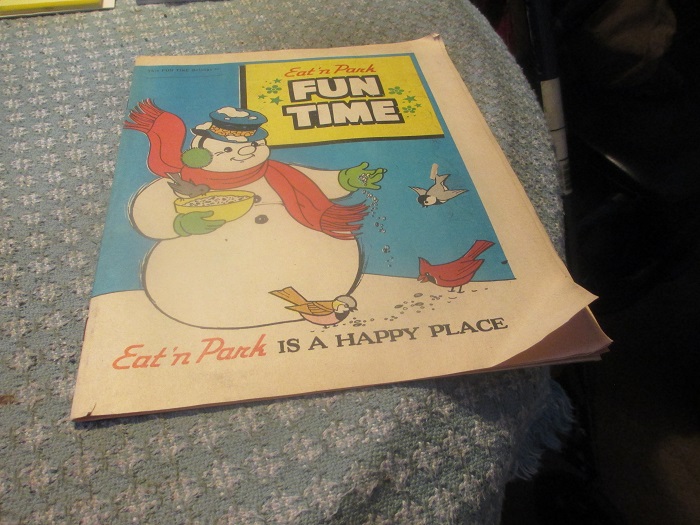 Eat'n Park
FUN
TIME
Eat'n Park IS A HAPPY PLACE